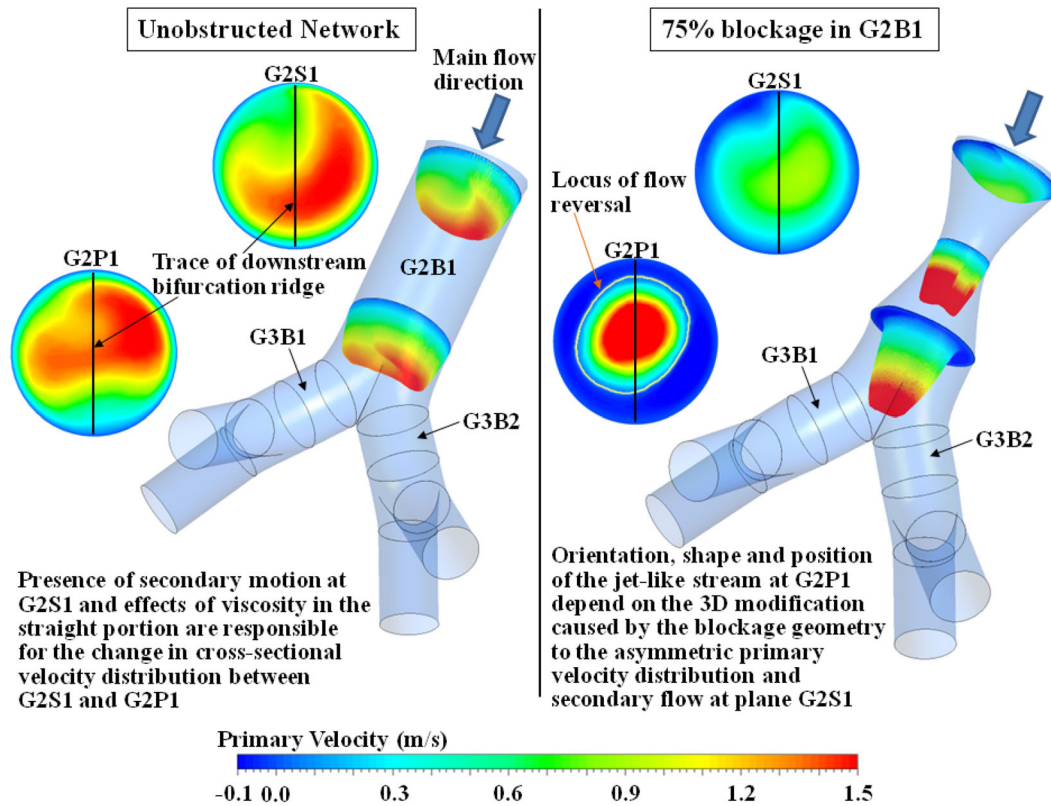 Unobstructed Network
75% blockage in G2B1
Main flow
direction
G2S1
G2P1
Trace of downstream
bifurcation ridge
G2B1
G3B1
G3B2
Presence of secondary motion at
G2S1 and effects of viscosity in the
straight portion are responsible
for the change in cross-sectional
velocity distribution between
G2S1 and G2P1
G2S1
Main flow
direction
Locus of flow
reversal
G2P1
G3B1
G3B2
Orientation, shape and position
of the jet-like stream at G2P1
depend on the 3D modification
caused by the blockage geometry
to the asymmetric primary
velocity distribution and
secondary flow at plane G2S1
Primary Velocity (m/s)
-0.1 0.0 0.3 0.6 0.9 1.2 1.5